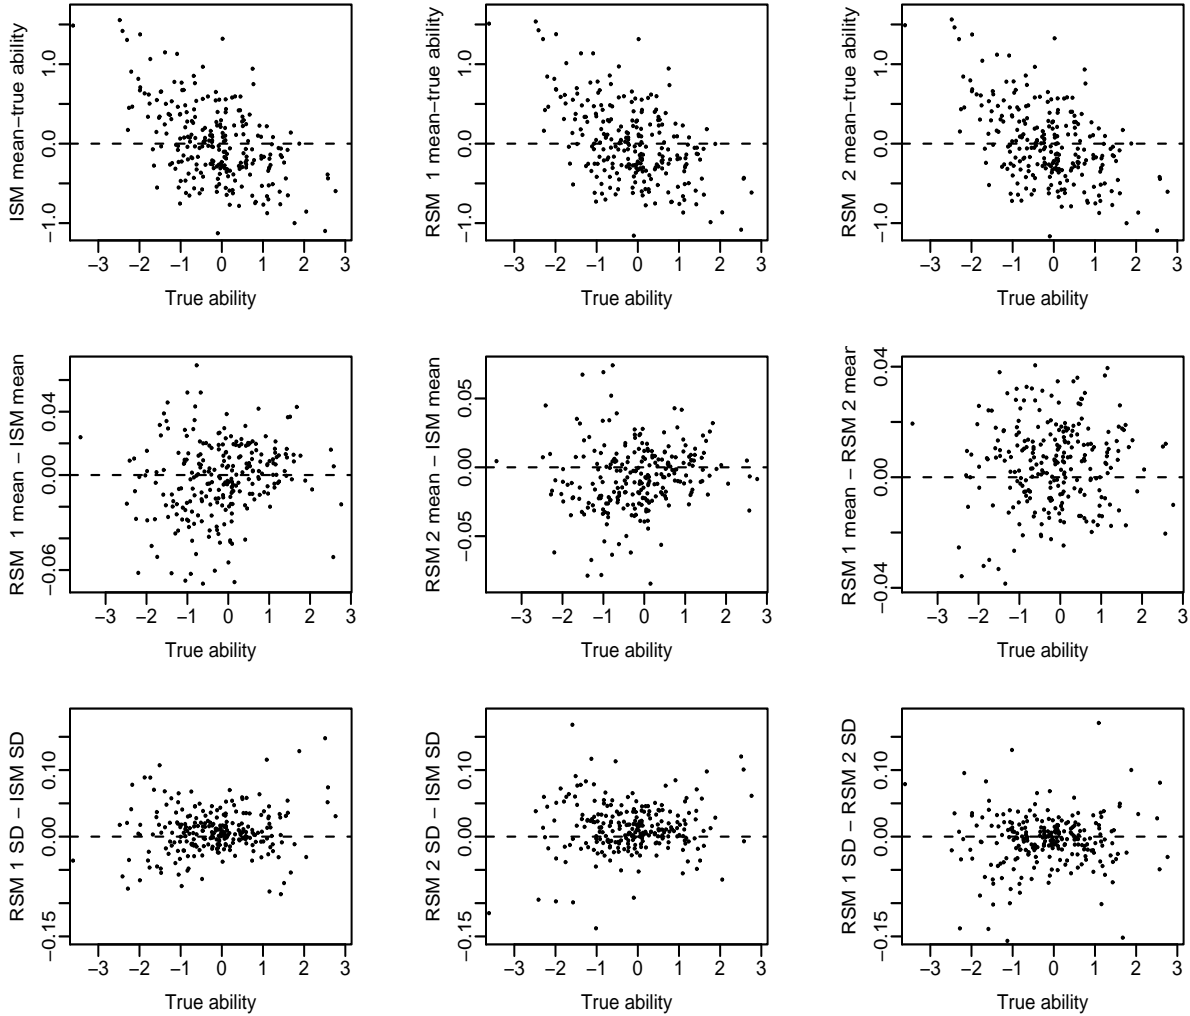 ISM mean−true ability
−1.0 0.0 1.0
−3 −2 −1 0 1 2 3
True ability
RSM 1 mean−true ability
−1.0 0.0 1.0
−3 −2 −1 0 1 2 3
True ability
RSM 2 mean−true ability
−1.0 0.0 1.0
−3 −2 −1 0 1 2 3
True ability
RSM 1 mean − ISM mean
−0.06 0.00 0.04
−3 −2 −1 0 1 2 3
True ability
RSM 2 mean − ISM mean
−0.05 0.00 0.05
−3 −2 −1 0 1 2 3
True ability
RSM 1 mean − RSM 2 mear
−0.04 0.00 0.04
−3 −2 −1 0 1 2 3
True ability
RSM 1 SD − ISM SD
−0.15 0.00 0.10
−3 −2 −1 0 1 2 3
True ability
RSM 2 SD − ISM SD
−0.15 0.00 0.10
−3 −2 −1 0 1 2 3
True ability
RSM 1 SD − RSM 2 SD
−0.15 0.00 0.10
−3 −2 −1 0 1 2 3
True ability